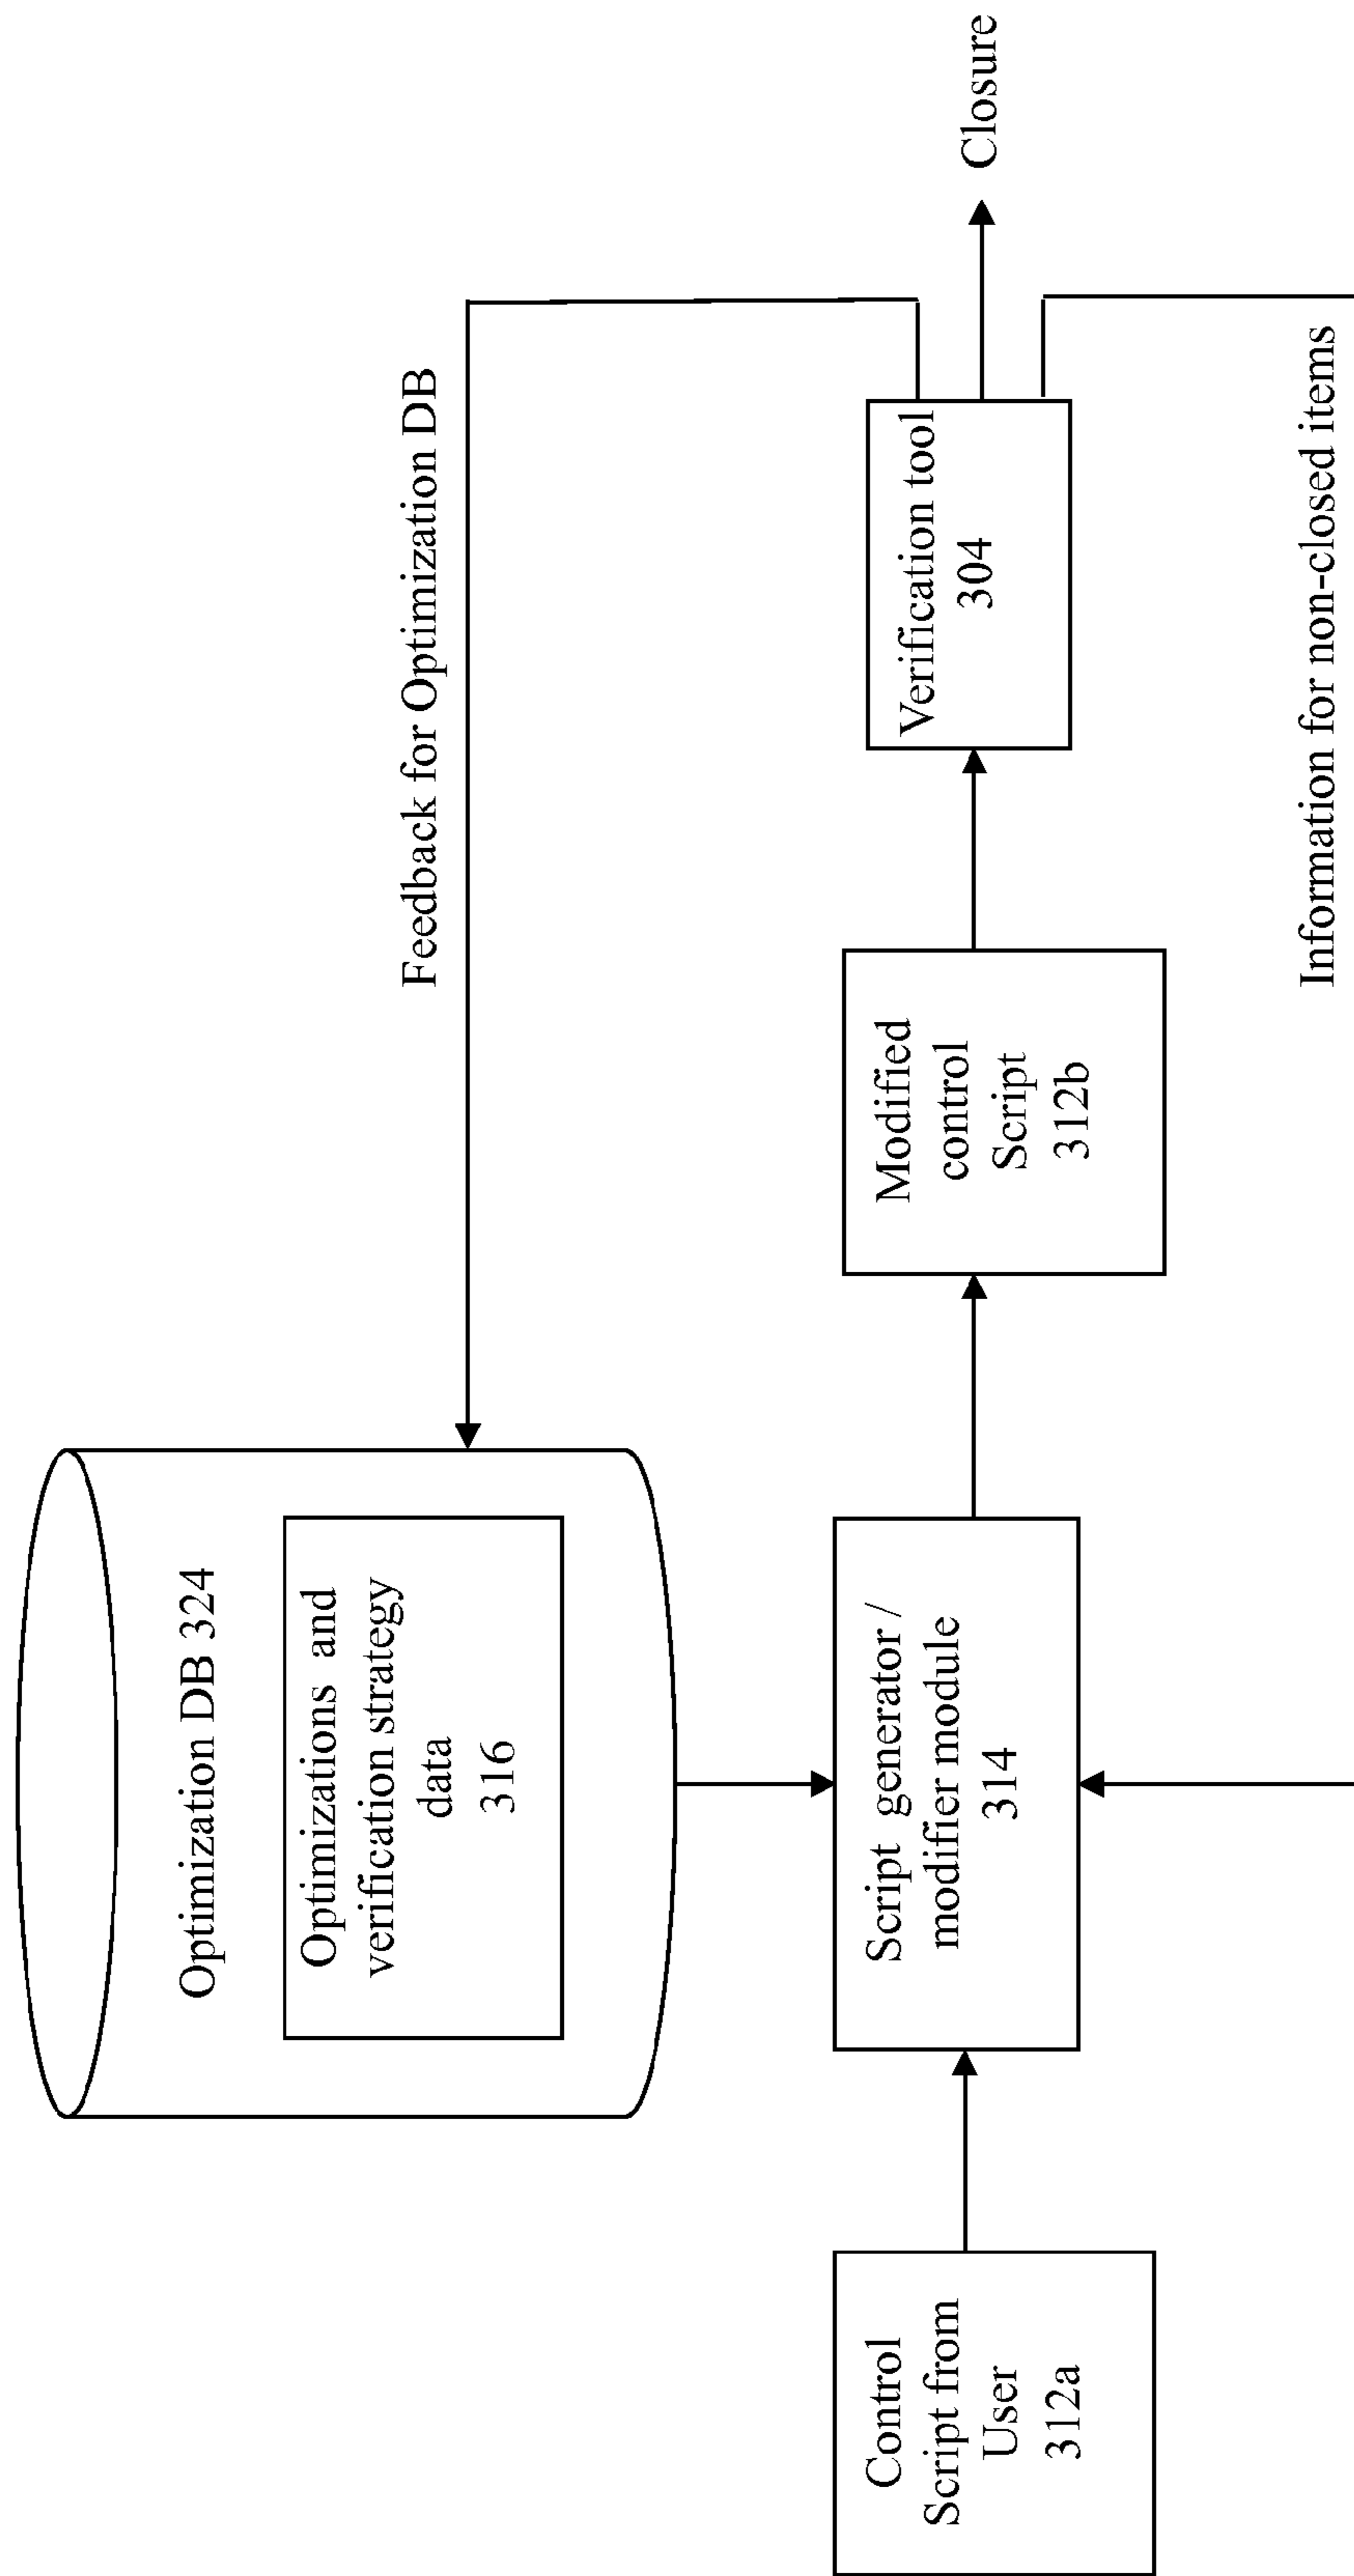 Optimization DB 324
Optimizations and
verification strategy
data
316
Feedback for Optimization DB
Control
Script from
User
312a
Script generator /
modifier module
314
Modified
control
Script
312b
Verification tool
304
Closure
Information for non-closed items